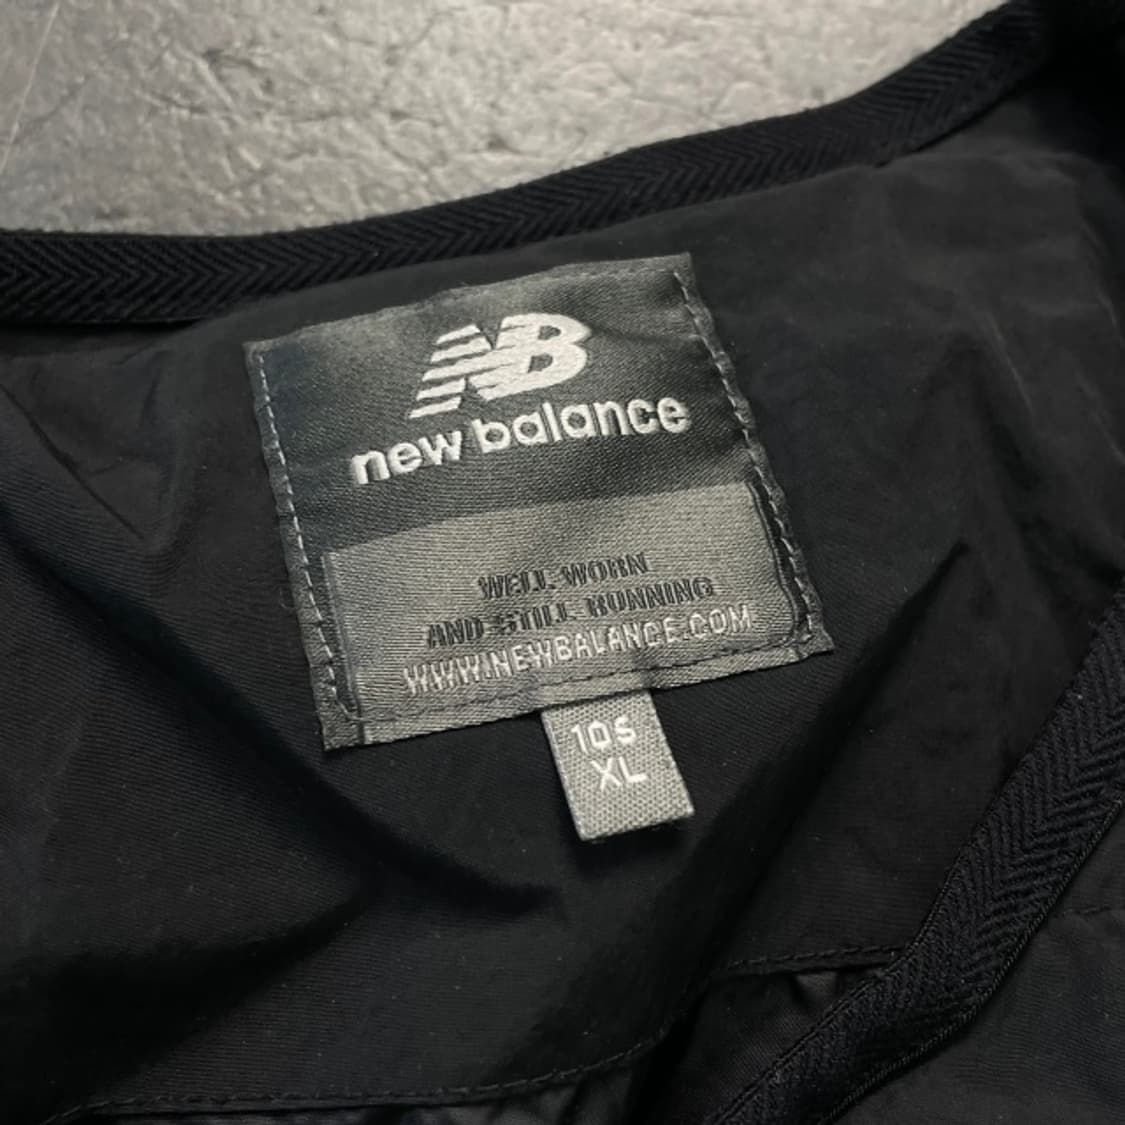 NB
new balance
WELL WORN
AND STILL RUNNING
WWW.NEWBALANCE.COM
10S
XL